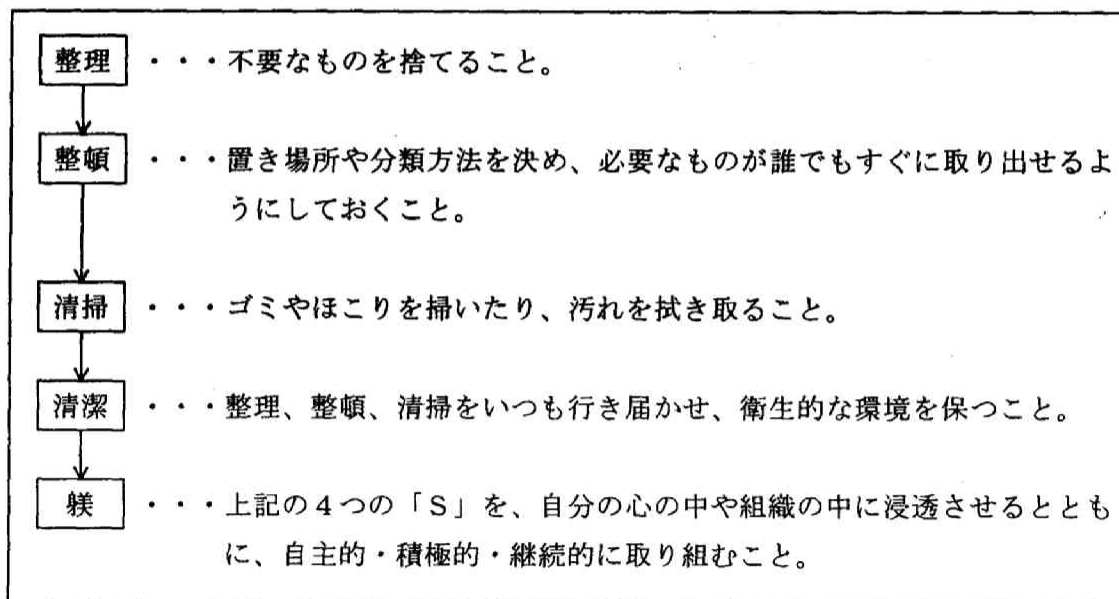 整理 ・・・不要なものを捨てること。
整頓 ・・・置き場所や分類方法を決め、必要なものが誰でもすぐに取り出せるよ
うにしておくこと。
清掃 ・・・ゴミやほこりを掃いたり、汚れを拭き取ること。
清潔 ・・・整理、整頓、清掃をいつも行き届かせ、衛生的な環境を保つこと。
躾 ・・・上記の4つの「S」を、自分の心の中や組織の中に浸透させるととも
に、自主的・積極的・継続的に取り組むこと。